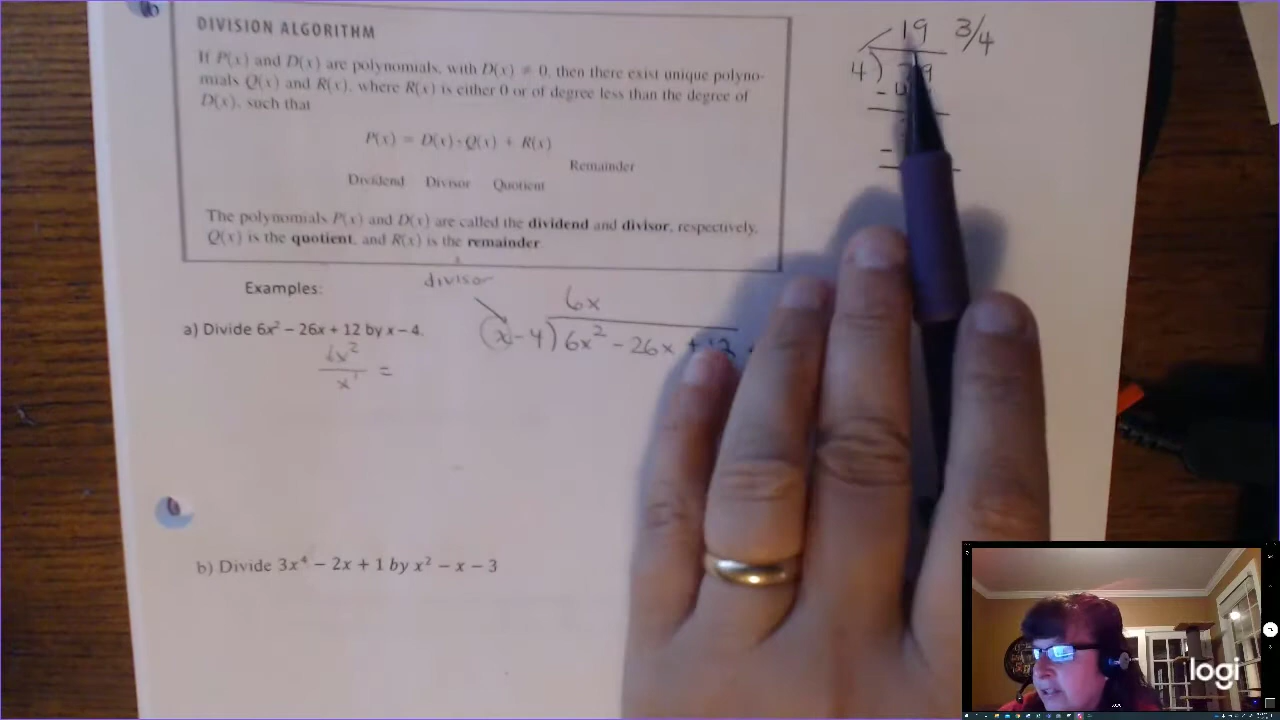 DIVISION ALGORITHM
If P(x) and D(x) are polynomials, with D(x) ≠ 0, then there exist unique polyno-
mials Q(x) and R(x), where R(x) is either 0 or of degree less than the degree of
D(x), such that
P(x) = D(x) · Q(x) + R(x)
Remainder
Dividend Divisor Quotient
The polynomials P(x) and D(x) are called the dividend and divisor, respectively,
Q(x) is the quotient, and R(x) is the remainder
19 3/4
4
Examples:
divisor
6x
a) Divide 6x² – 26x + 12 by x – 4.
x - 4) 6x² - 26x + 12
6x²
x¹ =
b) Divide 3x⁴ – 2x + 1 by x² – x – 3
logi